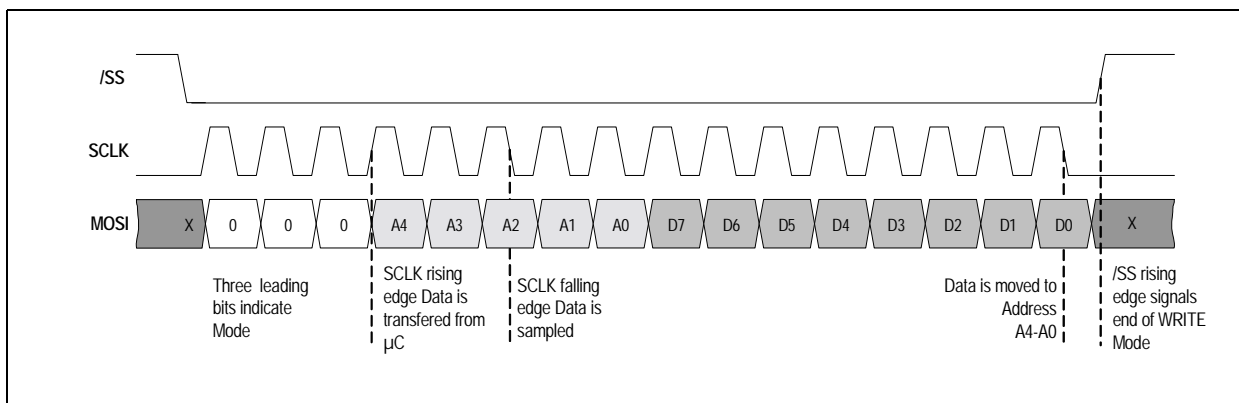 /SS
SCLK
MOSI
X 0 0 0 A4 A3 A2 A1 A0 D7 D6 D5 D4 D3 D2 D1 D0 X
Three leading
bits indicate
Mode
SCLK rising
edge Data is
transfered from
µC
SCLK falling
edge Data is
sampled
Data is moved to
Address
A4-A0
/SS rising
edge signals
end of WRITE
Mode